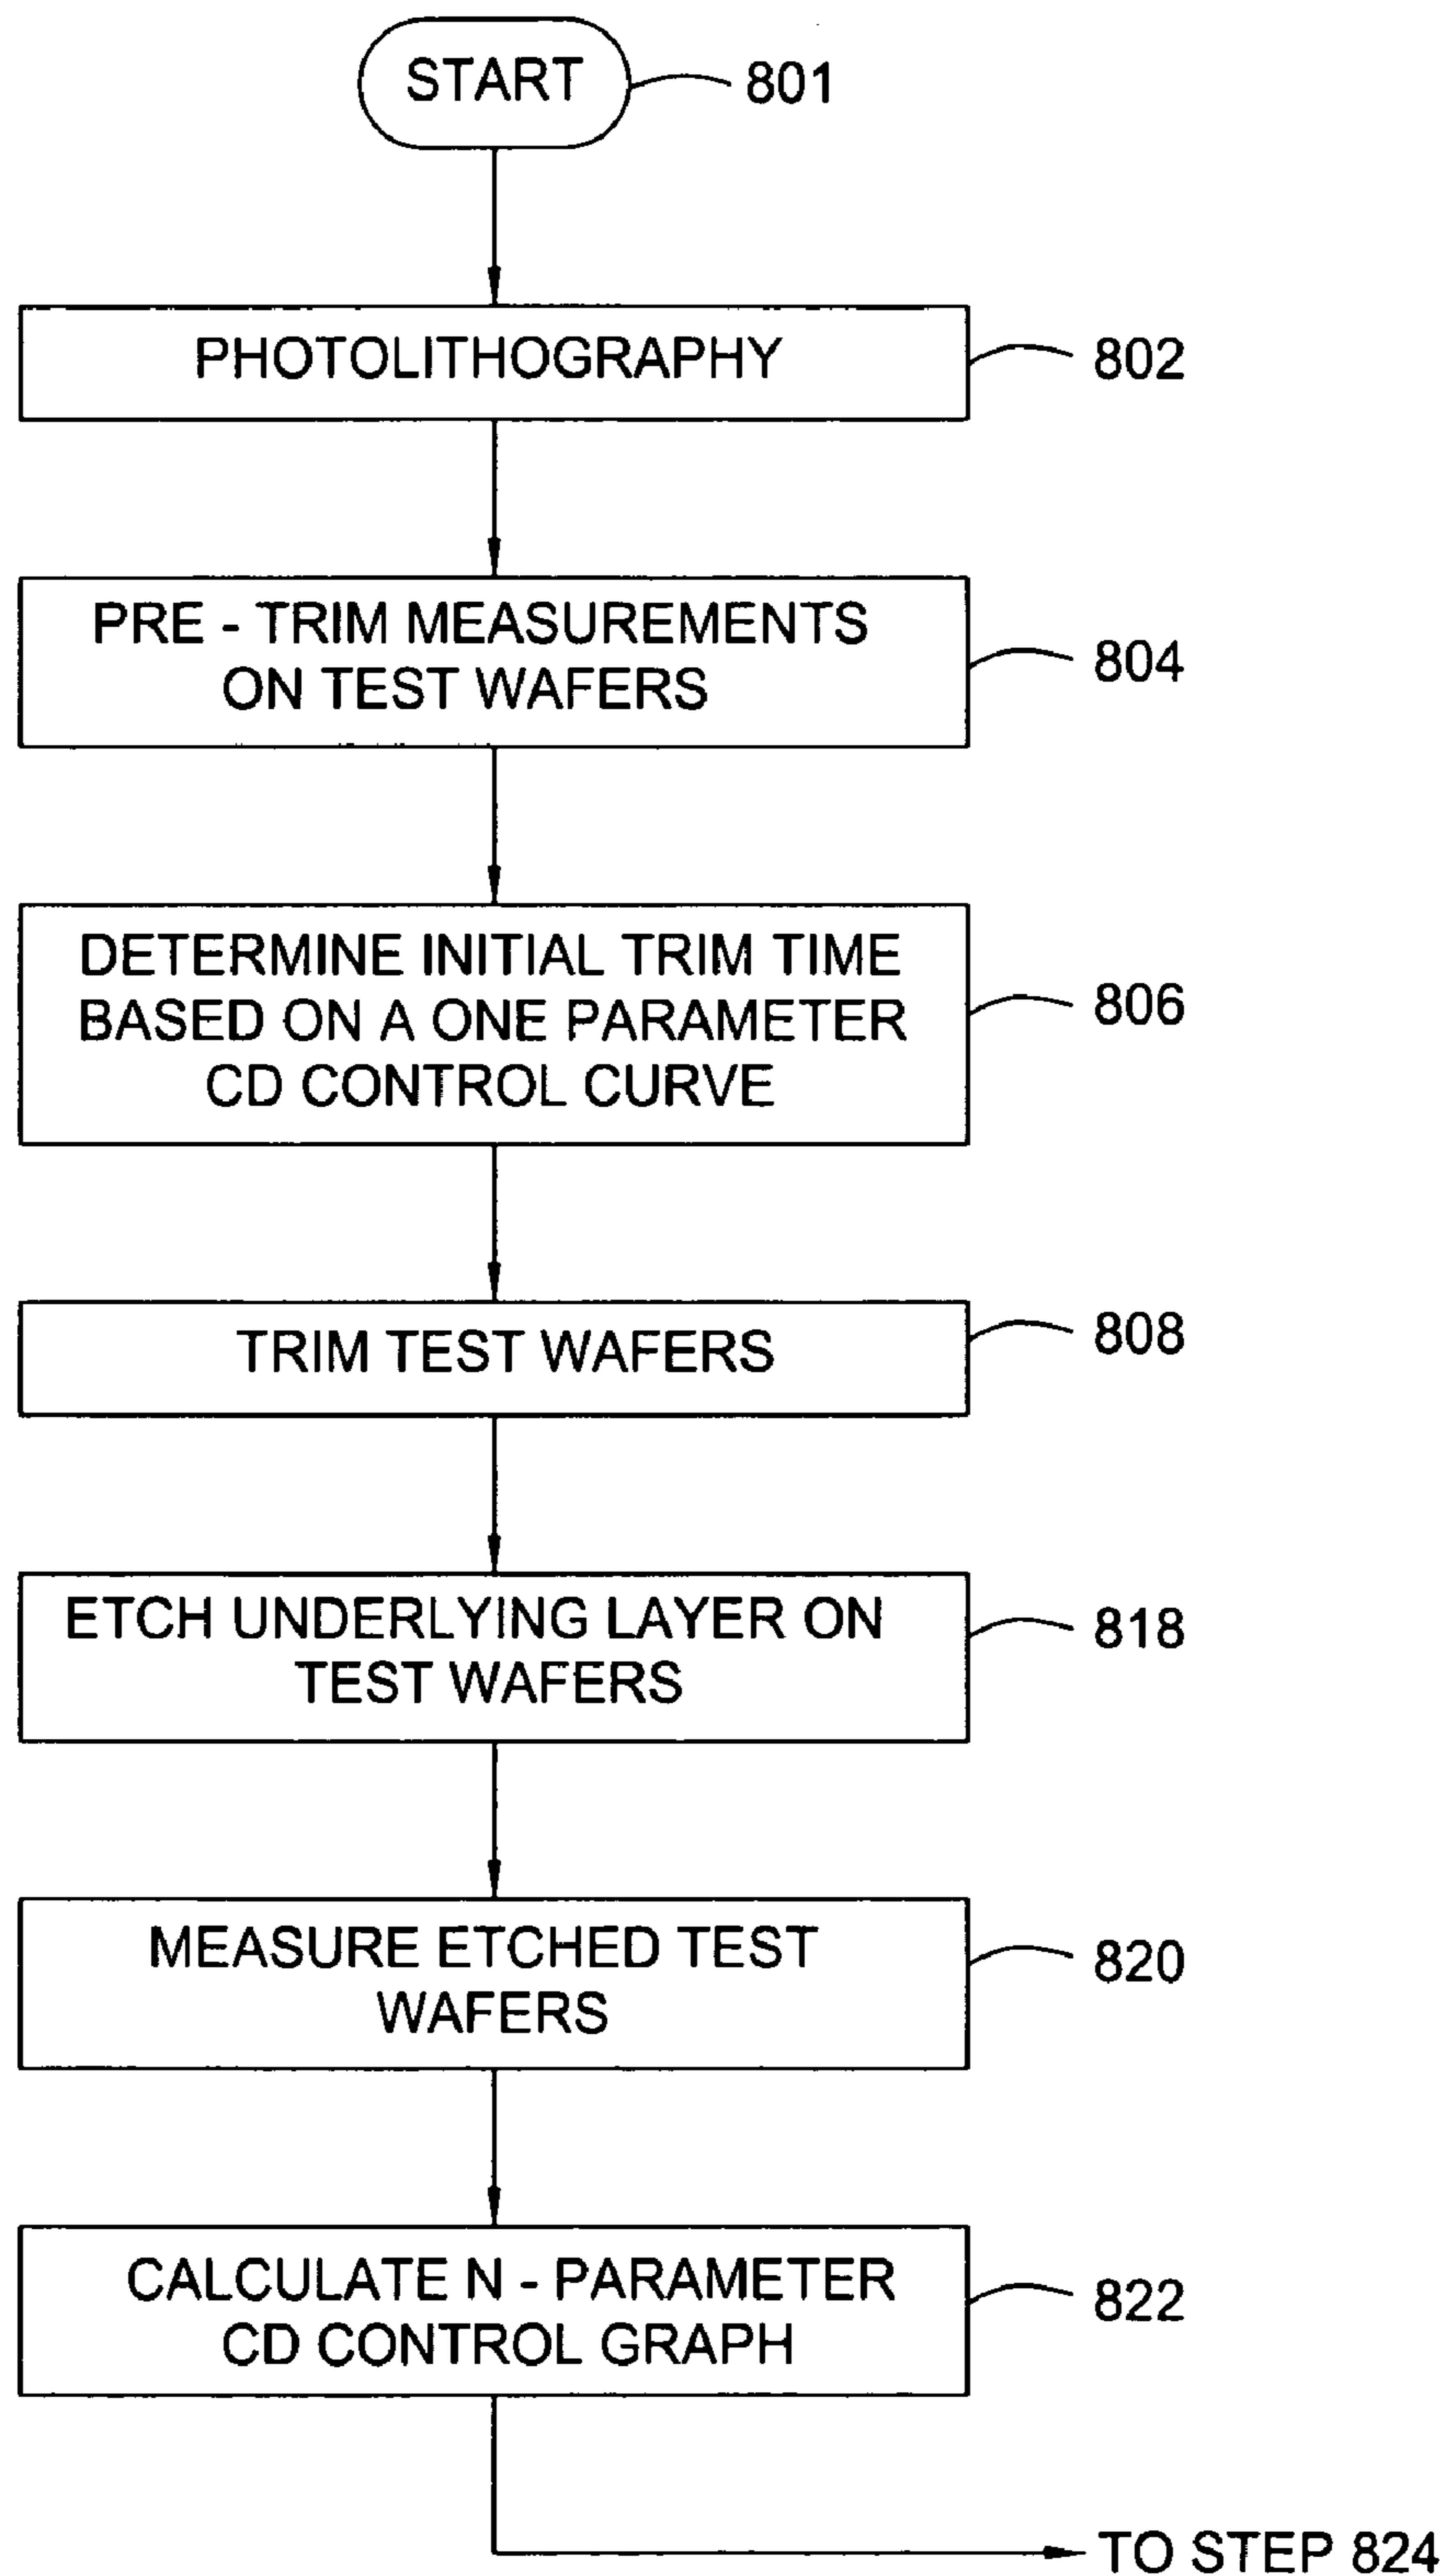 START
801
PHOTOLITHOGRAPHY
802
PRE - TRIM MEASUREMENTS
ON TEST WAFERS
804
DETERMINE INITIAL TRIM TIME
BASED ON A ONE PARAMETER
CD CONTROL CURVE
806
TRIM TEST WAFERS
808
ETCH UNDERLYING LAYER ON
TEST WAFERS
818
MEASURE ETCHED TEST
WAFERS
820
CALCULATE N - PARAMETER
CD CONTROL GRAPH
822
TO STEP 824